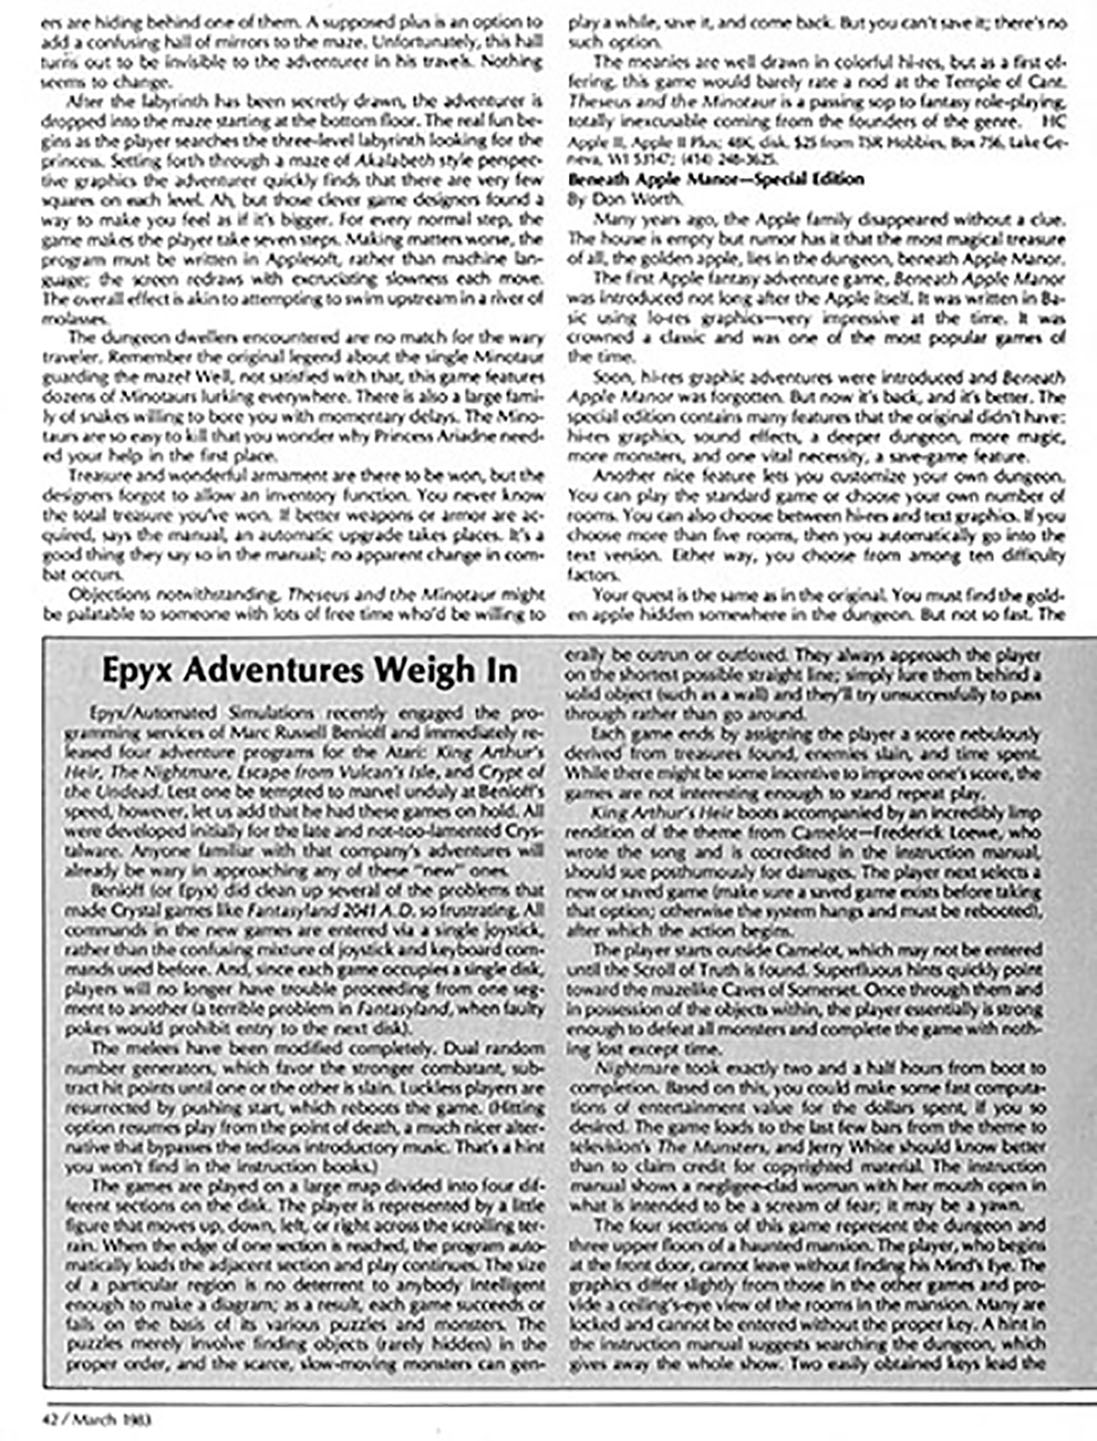 ers are hiding behind one of them. A supposed plus is an option to
add a confusing hall of mirrors to the maze. Unfortunately, this hall
turns out to be invisible to the adventurer in his travels. Nothing
seems to change.
After the labyrinth has been secretly drawn, the adventurer is
dropped into the maze starting at the bottom floor. The real fun be-
gins as the player searches the three-level labyrinth looking for the
princess. Setting forth through a maze of Akalabeth style perspec-
tive graphics the adventurer quickly finds that there are very few
squares on each level. Ah, but those clever game designers found a
way to make you feel as if it's bigger. For every normal step, the
game makes the player take seven steps. Making matters worse, the
program must be written in Applesoft, rather than machine lan-
guage; the screen redraws with excruciating slowness each move.
The overall effect is akin to attempting to swim upstream in a river of
molasses.
The dungeon dwellers encountered are no match for the wary
traveler. Remember the original legend about the single Minotaur
guarding the maze? Well, not satisfied with that, this game features
dozens of Minotaurs lurking everywhere. There is also a large fami-
ly of snakes willing to bore you with momentary delays. The Mino-
taurs are so easy to kill that you wonder why Princess Ariadne need-
ed your help in the first place.
Treasure and wonderful armament are there to be won, but the
designers forgot to allow an inventory function. You never know
the total treasure you've won. If better weapons or armor are ac-
quired, says the manual, an automatic upgrade takes places. It's a
good thing they say so in the manual; no apparent change in com-
bat occurs.
Objections notwithstanding, Theseus and the Minotaur might
be palatable to someone with lots of free time who'd be willing to
play a while, save it, and come back. But you can't save it; there's no
such option.
The meanies are well drawn in colorful hi-res, but as a first of-
fering, this game would barely rate a nod at the Temple of Cant.
Theseus and the Minotaur is a passing sop to fantasy role-playing,
totally inexcusable coming from the founders of the genre. HC
Apple II, Apple II Plus; 48K, disk. $25 from TSR Hobbies, Box 756, Lake Ge-
neva, WI 53147; (414) 248-3625.
Beneath Apple Manor—Special Edition
By Don Worth.
Many years ago, the Apple family disappeared without a clue.
The house is empty but rumor has it that the most magical treasure
of all, the golden apple, lies in the dungeon, beneath Apple Manor.
The first Apple fantasy adventure game, Beneath Apple Manor
was introduced not long after the Apple itself. It was written in Ba-
sic using lo-res graphics—very impressive at the time. It was
crowned a classic and was one of the most popular games of
the time.
Soon, hi-res graphic adventures were introduced and Beneath
Apple Manor was forgotten. But now it's back, and it's better. The
special edition contains many features that the original didn't have:
hi-res graphics, sound effects, a deeper dungeon, more magic,
more monsters, and one vital necessity, a save-game feature.
Another nice feature lets you customize your own dungeon.
You can play the standard game or choose your own number of
rooms. You can also choose between hi-res and text graphics. If you
choose more than five rooms, then you automatically go into the
text version. Either way, you choose from among ten difficulty
factors.
Your quest is the same as in the original. You must find the gold-
en apple hidden somewhere in the dungeon. But not so fast. The
Epyx Adventures Weigh In
Epyx/Automated Simulations recently engaged the pro-
gramming services of Marc Russell Benioff and immediately re-
leased four adventure programs for the Atari: King Arthur's
Heir, The Nightmare, Escape from Vulcan's Isle, and Crypt of
the Undead. Lest one be tempted to marvel unduly at Benioff's
speed, however, let us add that he had these games on hold. All
were developed initially for the late and not-too-lamented Crys-
talware. Anyone familiar with that company's adventures will
already be wary in approaching any of these "new" ones.
Benioff (or Epyx) did clean up several of the problems that
made Crystal games like Fantasyland 2041 A.D. so frustrating. All
commands in the new games are entered via a single joystick,
rather than the confusing mixture of joystick and keyboard com-
mands used before. And, since each game occupies a single disk,
players will no longer have trouble proceeding from one seg-
ment to another (a terrible problem in Fantasyland, when faulty
pokes would prohibit entry to the next disk).
The melees have been modified completely. Dual random
number generators, which favor the stronger combatant, sub-
tract hit points until one or the other is slain. Luckless players are
resurrected by pushing start, which reboots the game. (Hitting
option resumes play from the point of death, a much nicer alter-
native that bypasses the tedious introductory music. That's a hint
you won't find in the instruction books.)
The games are played on a large map divided into four dif-
ferent sections on the disk. The player is represented by a little
figure that moves up, down, left, or right across the scrolling ter-
rain. When the edge of one section is reached, the program auto-
matically loads the adjacent section and play continues. The size
of a particular region is no deterrent to anybody intelligent
enough to make a diagram; as a result, each game succeeds or
fails on the basis of its various puzzles and monsters. The
puzzles merely involve finding objects (rarely hidden) in the
proper order, and the scarce, slow-moving monsters can gen-
erally be outrun or outfoxed. They always approach the player
on the shortest possible straight line; simply lure them behind a
solid object (such as a wall) and they'll try unsuccessfully to pass
through rather than go around.
Each game ends by assigning the player a score nebulously
derived from treasures found, enemies slain, and time spent.
While there might be some incentive to improve one's score, the
games are not interesting enough to stand repeat play.
King Arthur's Heir boots accompanied by an incredibly limp
rendition of the theme from Camelot—Frederick Loewe, who
wrote the song and is cocredited in the instruction manual,
should sue posthumously for damages. The player next selects a
new or saved game (make sure a saved game exists before taking
that option; otherwise the system hangs and must be rebooted),
after which the action begins.
The player starts outside Camelot, which may not be entered
until the Scroll of Truth is found. Superfluous hints quickly point
toward the mazelike Caves of Somerset. Once through them and
in possession of the objects within, the player essentially is strong
enough to defeat all monsters and complete the game with noth-
ing lost except time.
Nightmare took exactly two and a half hours from boot to
completion. Based on this, you could make some fast computa-
tions of entertainment value for the dollars spent, if you so
desired. The game loads to the last few bars from the theme to
television's The Munsters, and Jerry White should know better
than to claim credit for copyrighted material. The instruction
manual shows a negligee-clad woman with her mouth open in
what is intended to be a scream of fear; it may be a yawn.
The four sections of this game represent the dungeon and
three upper floors of a haunted mansion. The player, who begins
at the front door, cannot leave without finding his Mind's Eye. The
graphics differ slightly from those in the other games and pro-
vide a ceiling's-eye view of the rooms in the mansion. Many are
locked and cannot be entered without the proper key. A hint in
the instruction manual suggests searching the dungeon, which
gives away the whole show. Two easily obtained keys lead the
42 / March 1983